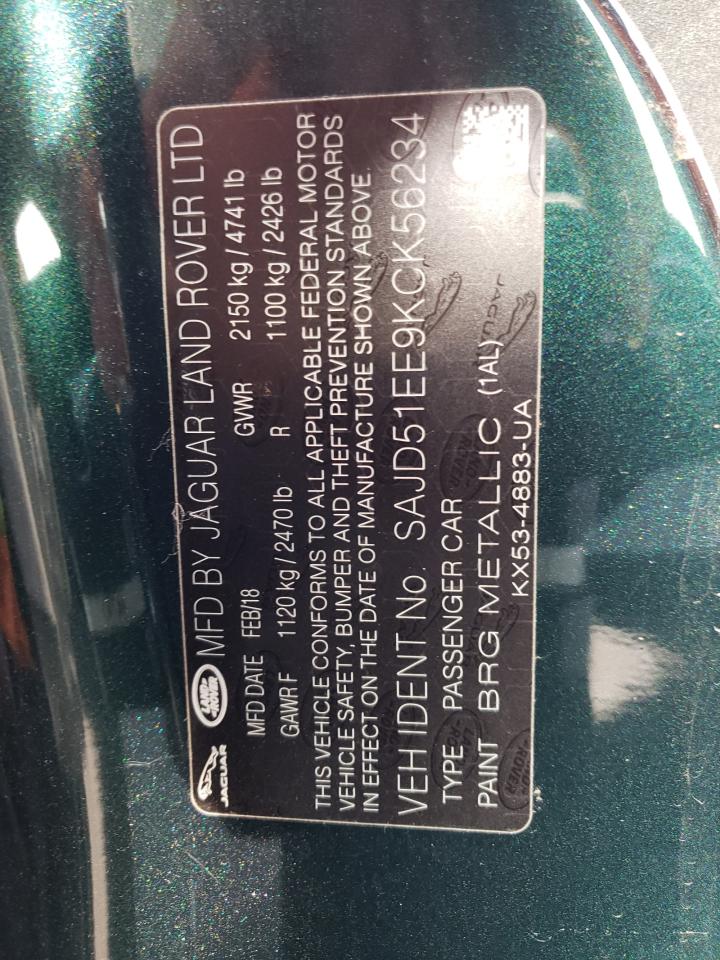 JAGUAR LAND ROVER MFD BY JAGUAR LAND ROVER LTD
MFD DATE FEB/18 GVWR 2150 kg / 4741 lb
GAWR F 1120 kg / 2470 lb R 1100 kg / 2426 lb
THIS VEHICLE CONFORMS TO ALL APPLICABLE FEDERAL MOTOR
VEHICLE SAFETY, BUMPER AND THEFT PREVENTION STANDARDS
IN EFFECT ON THE DATE OF MANUFACTURE SHOWN ABOVE.
VEH IDENT No. SAJD51EE9KCK56234
TYPE PASSENGER CAR
PAINT BRG METALLIC (1AL)
KX53-4883-UA